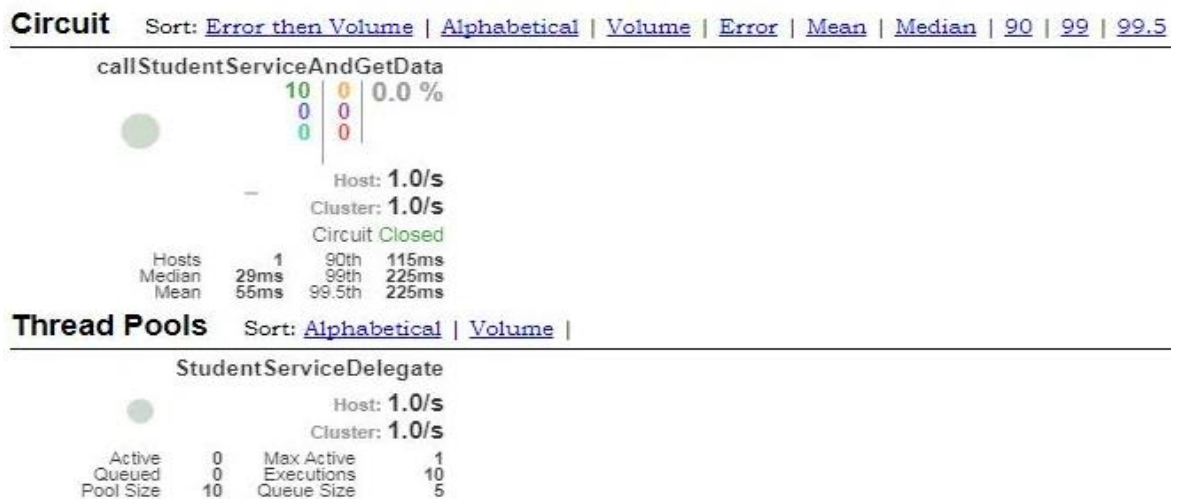 Circuit Sort: Error then Volume | Alphabetical | Volume | Error | Mean | Median | 90 | 99 | 99.5
callStudentServiceAndGetData
10 0 0.0 %
0 0
0 0
Host: 1.0/s
Cluster: 1.0/s
Circuit Closed
Hosts 1 90th 115ms
Median 29ms 99th 225ms
Mean 55ms 99.5th 225ms
Thread Pools Sort: Alphabetical | Volume |
StudentServiceDelegate
Host: 1.0/s
Cluster: 1.0/s
Active 0 Max Active 1
Queued 0 Executions 10
Pool Size 10 Queue Size 5